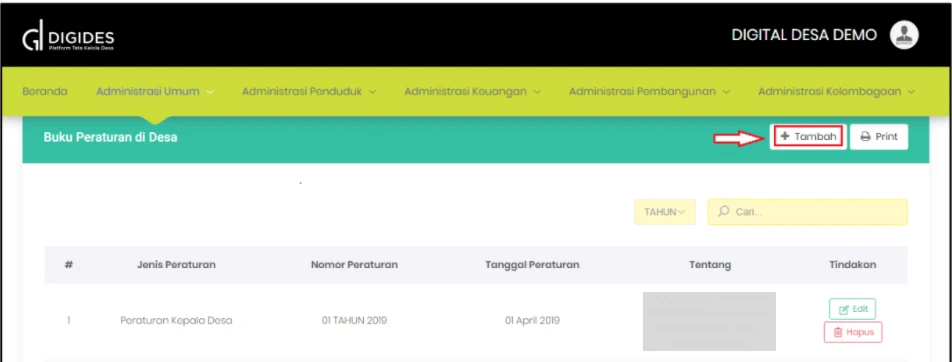 DIGIDES
Platform Tata Kelola Desa
DIGITAL DESA DEMO
Beranda Administrasi Umum Administrasi Penduduk Administrasi Keuangan Administrasi Pembangunan Administrasi Kelembagaan
Buku Peraturan di Desa
+ Tambah Print
TAHUN Cari...
# Jenis Peraturan Nomor Peraturan Tanggal Peraturan Tentang Tindakan
1 Peraturan Kepala Desa 01 TAHUN 2019 01 April 2019 Edit
Hapus